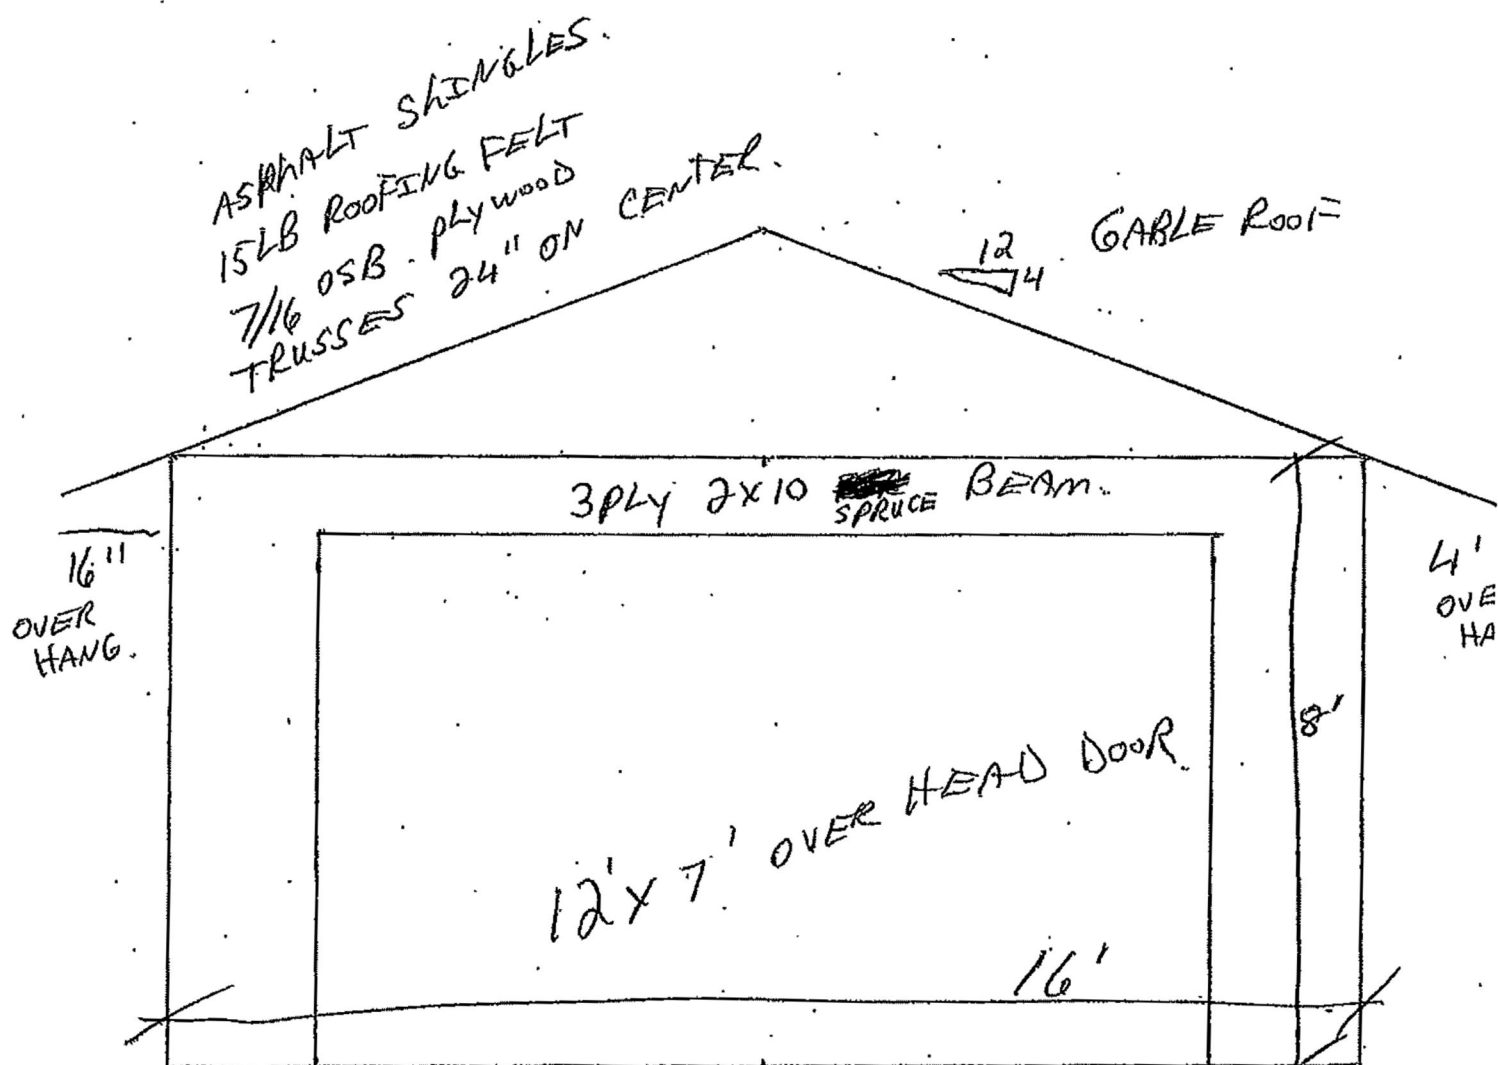 ASPHALT SHINGLES.
15LB ROOFING FELT
7/16 OSB. PLYWOOD
TRUSSES 24" ON CENTER.
12
4
GABLE ROOF
3PLY 2X10 SPRUCE BEAM.
16"
OVER
HANG.
4'
OVE
HA
8'
12' X 7' OVER HEAD DOOR.
16'